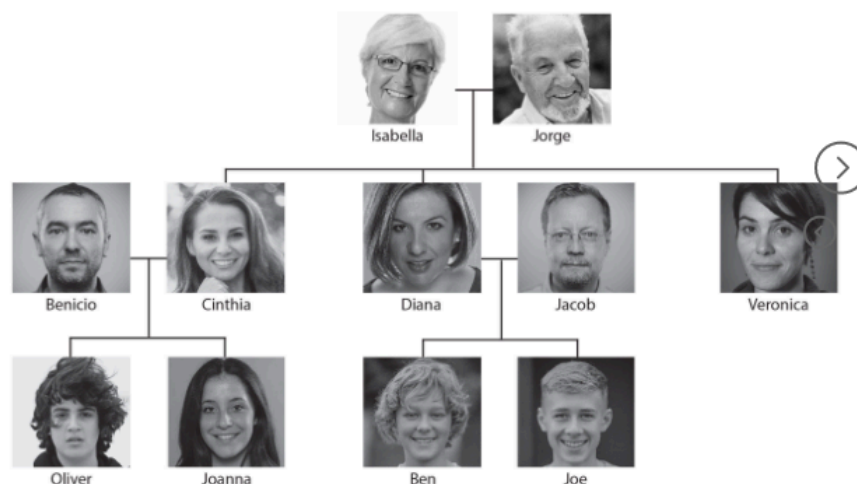 Isabella
Jorge
Benicio
Cinthia
Diana
Jacob
Veronica
Oliver
Joanna
Ben
Joe